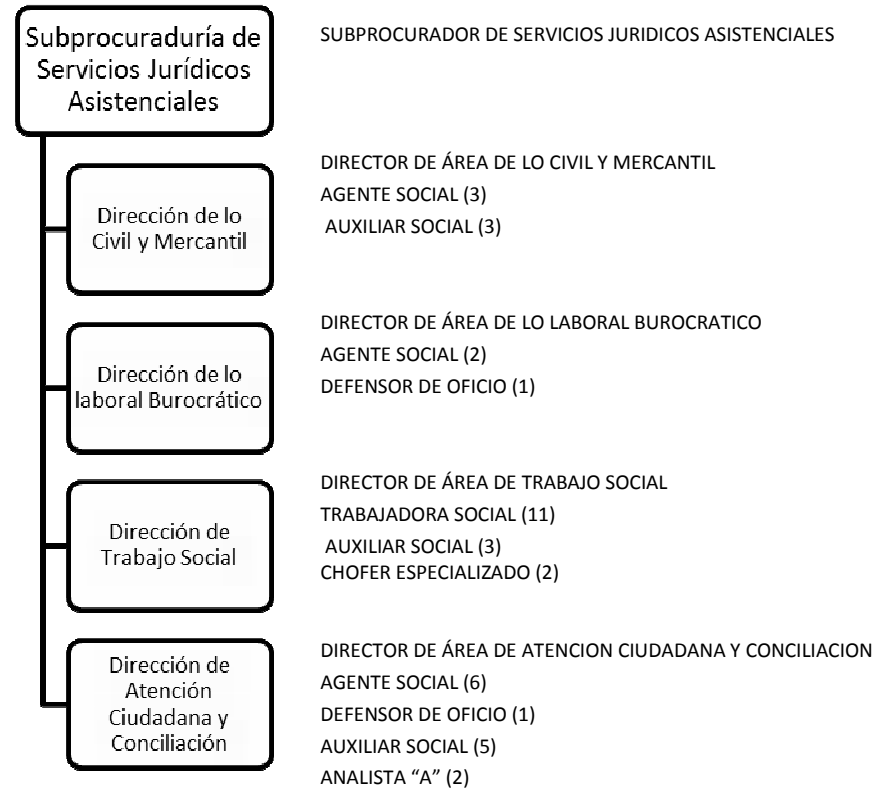 Subprocuraduría de
Servicios Jurídicos
Asistenciales
SUBPROCURADOR DE SERVICIOS JURIDICOS ASISTENCIALES
Dirección de lo
Civil y Mercantil
DIRECTOR DE ÁREA DE LO CIVIL Y MERCANTIL
AGENTE SOCIAL (3)
AUXILIAR SOCIAL (3)
Dirección de lo
laboral Burocrático
DIRECTOR DE ÁREA DE LO LABORAL BUROCRATICO
AGENTE SOCIAL (2)
DEFENSOR DE OFICIO (1)
Dirección de
Trabajo Social
DIRECTOR DE ÁREA DE TRABAJO SOCIAL
TRABAJADORA SOCIAL (11)
AUXILIAR SOCIAL (3)
CHOFER ESPECIALIZADO (2)
Dirección de
Atención
Ciudadana y
Conciliación
DIRECTOR DE ÁREA DE ATENCION CIUDADANA Y CONCILIACION
AGENTE SOCIAL (6)
DEFENSOR DE OFICIO (1)
AUXILIAR SOCIAL (5)
ANALISTA “A” (2)